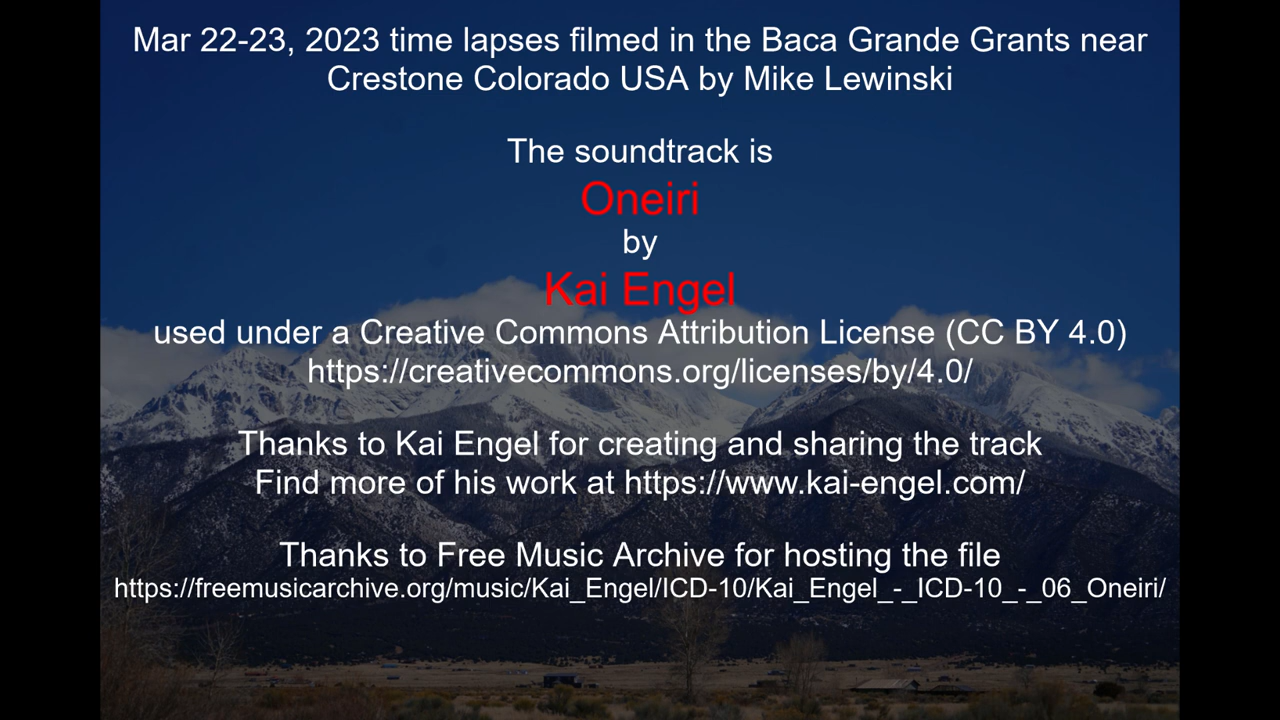 Mar 22-23, 2023 time lapses filmed in the Baca Grande Grants near
Crestone Colorado USA by Mike Lewinski
The soundtrack is
Oneiri
by
Kai Engel
used under a Creative Commons Attribution License (CC BY 4.0)
https://creativecommons.org/licenses/by/4.0/
Thanks to Kai Engel for creating and sharing the track
Find more of his work at https://www.kai-engel.com/
Thanks to Free Music Archive for hosting the file
https://freemusicarchive.org/music/Kai_Engel/ICD-10/Kai_Engel_-_ICD-10_-_06_Oneiri/